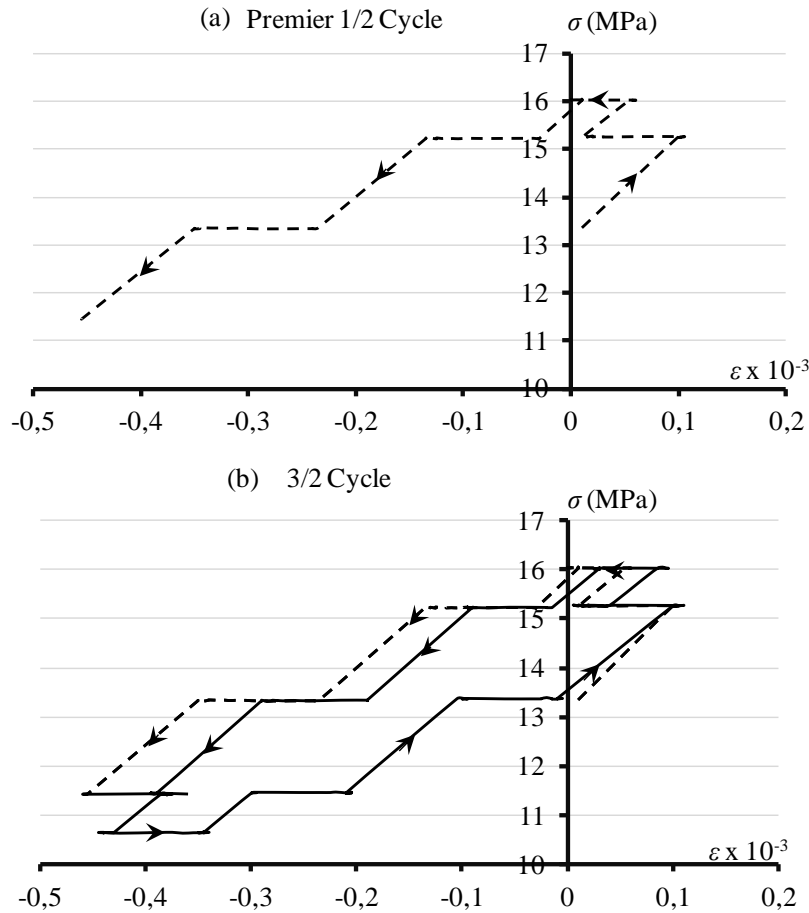 (a) Premier 1/2 Cycle
σ (MPa)
17
16
15
14
13
12
11
10
ε x 10-3
-0,5 -0,4 -0,3 -0,2 -0,1 0 0,1 0,2
(b) 3/2 Cycle
σ (MPa)
17
16
15
14
13
12
11
10
ε x 10-3
-0,5 -0,4 -0,3 -0,2 -0,1 0 0,1 0,2